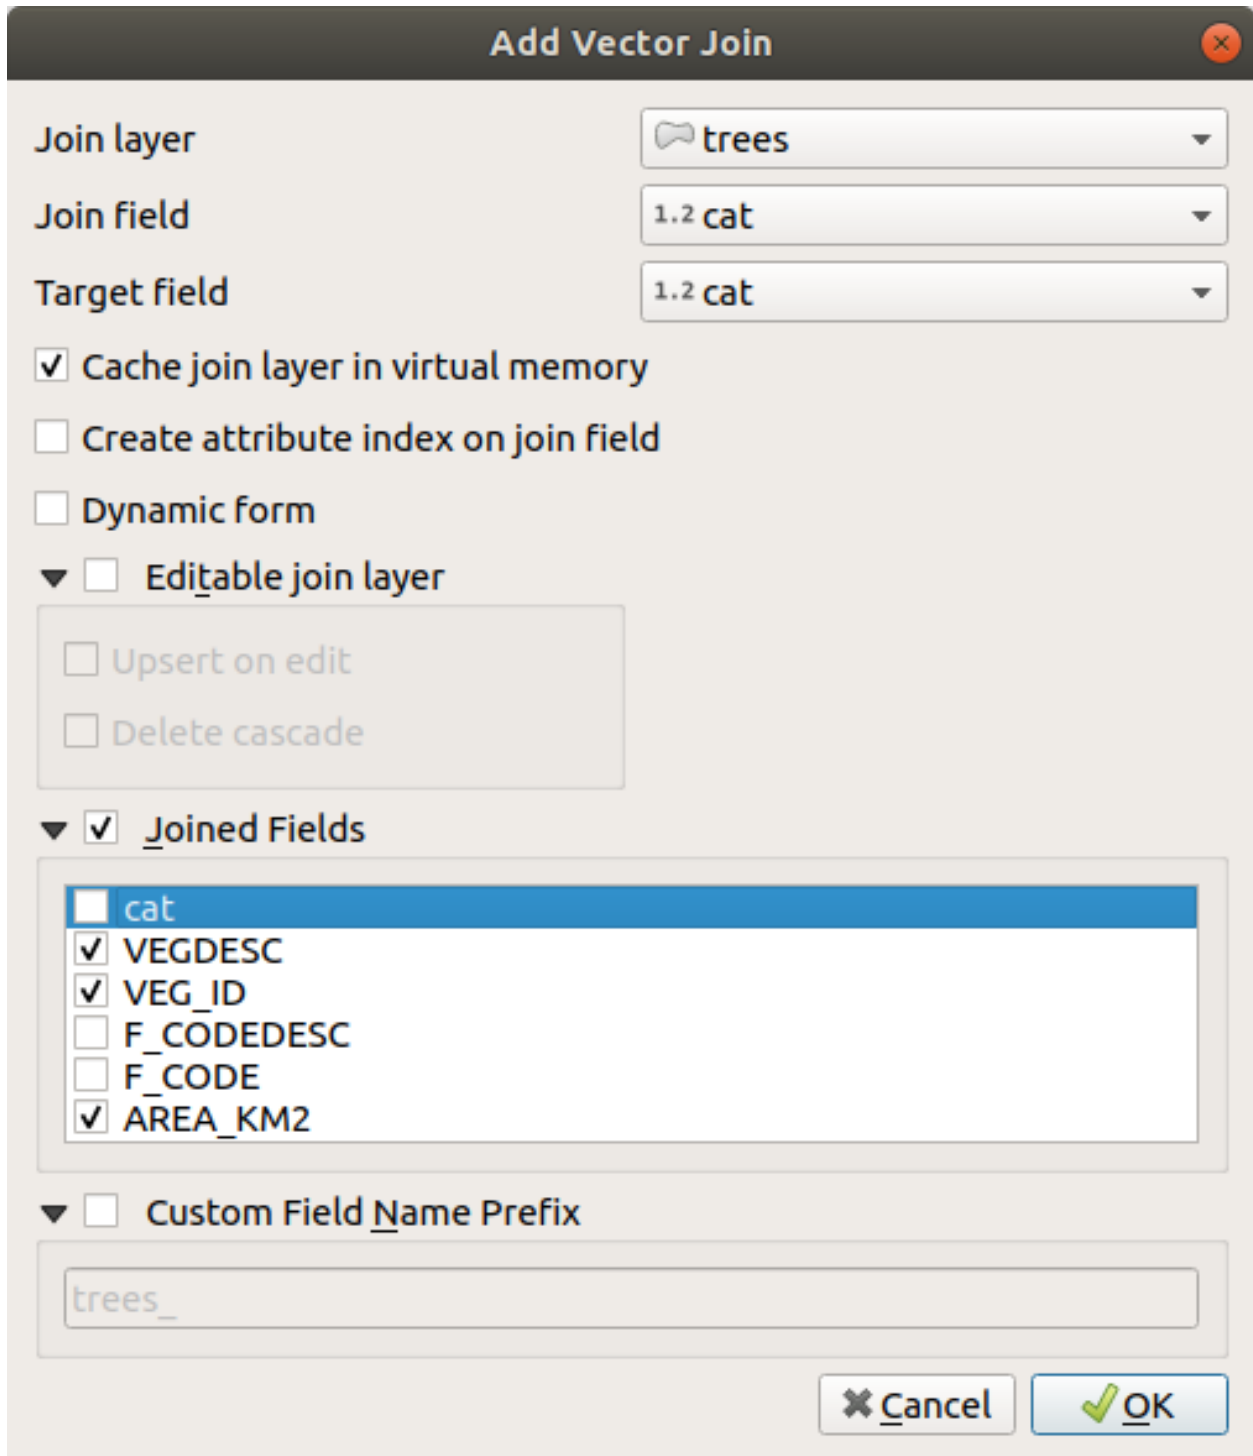 Add Vector Join
Join layer
trees
Join field
1.2 cat
Target field
1.2 cat
Cache join layer in virtual memory
Create attribute index on join field
Dynamic form
Editable join layer
Upsert on edit
Delete cascade
Joined Fields
cat
VEGDESC
VEG_ID
F_CODEDESC
F_CODE
AREA_KM2
Custom Field Name Prefix
trees_
Cancel
OK